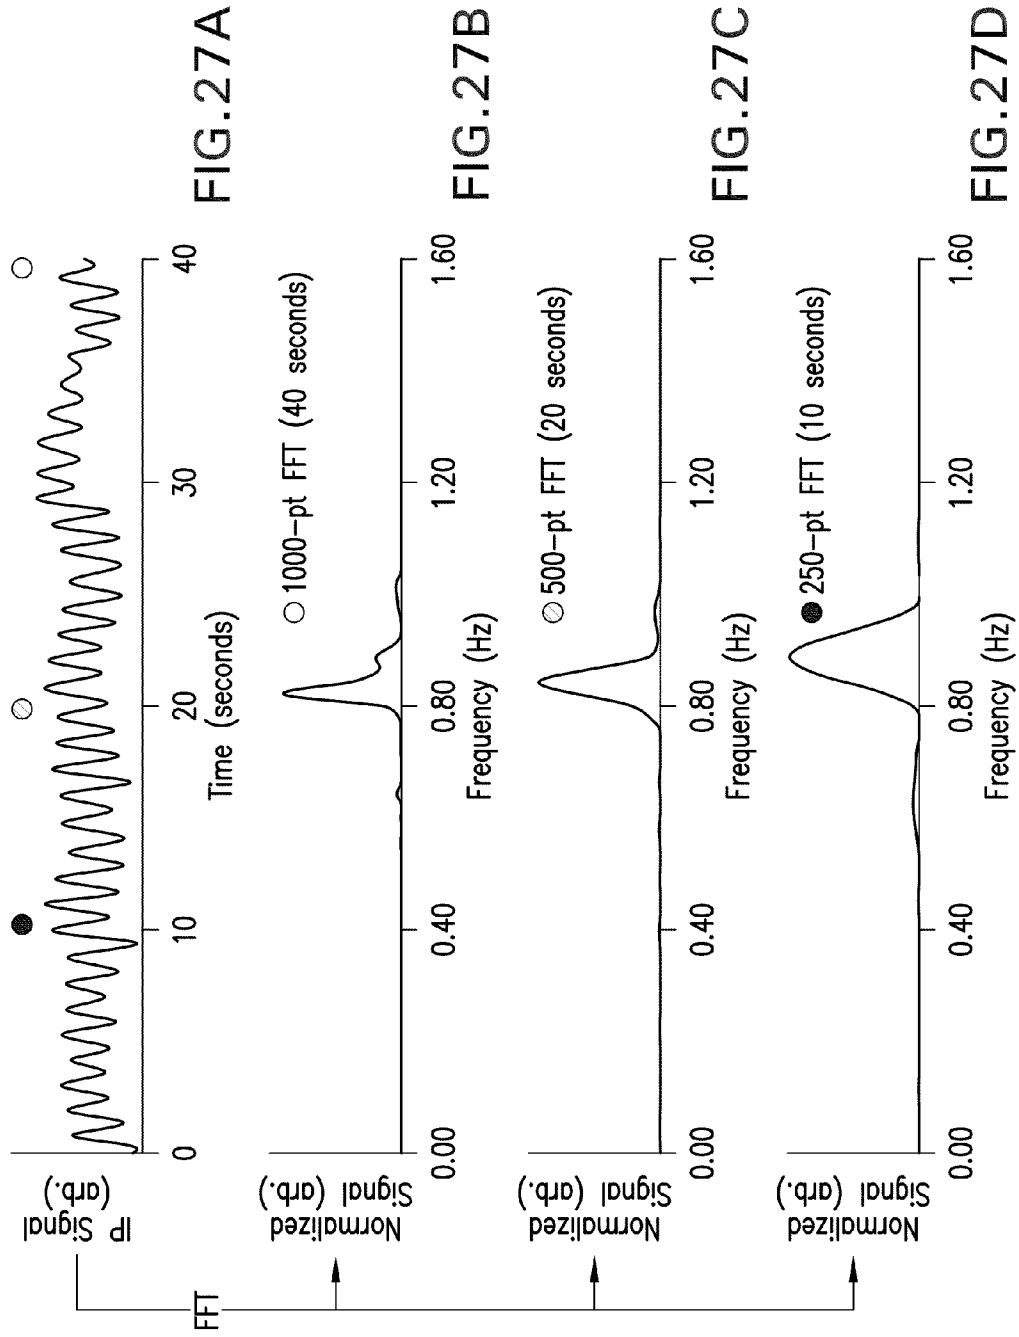 FFT
IP Signal
(arb.)
0
10
20
30
40
Time (seconds)
FIG.27A
Normalized
Signal (arb.)
1000-pt FFT (40 seconds)
0.00
0.40
0.80
1.20
1.60
Frequency (Hz)
FIG.27B
Normalized
Signal (arb.)
500-pt FFT (20 seconds)
0.00
0.40
0.80
1.20
1.60
Frequency (Hz)
FIG.27C
Normalized
Signal (arb.)
250-pt FFT (10 seconds)
0.00
0.40
0.80
1.20
1.60
Frequency (Hz)
FIG.27D